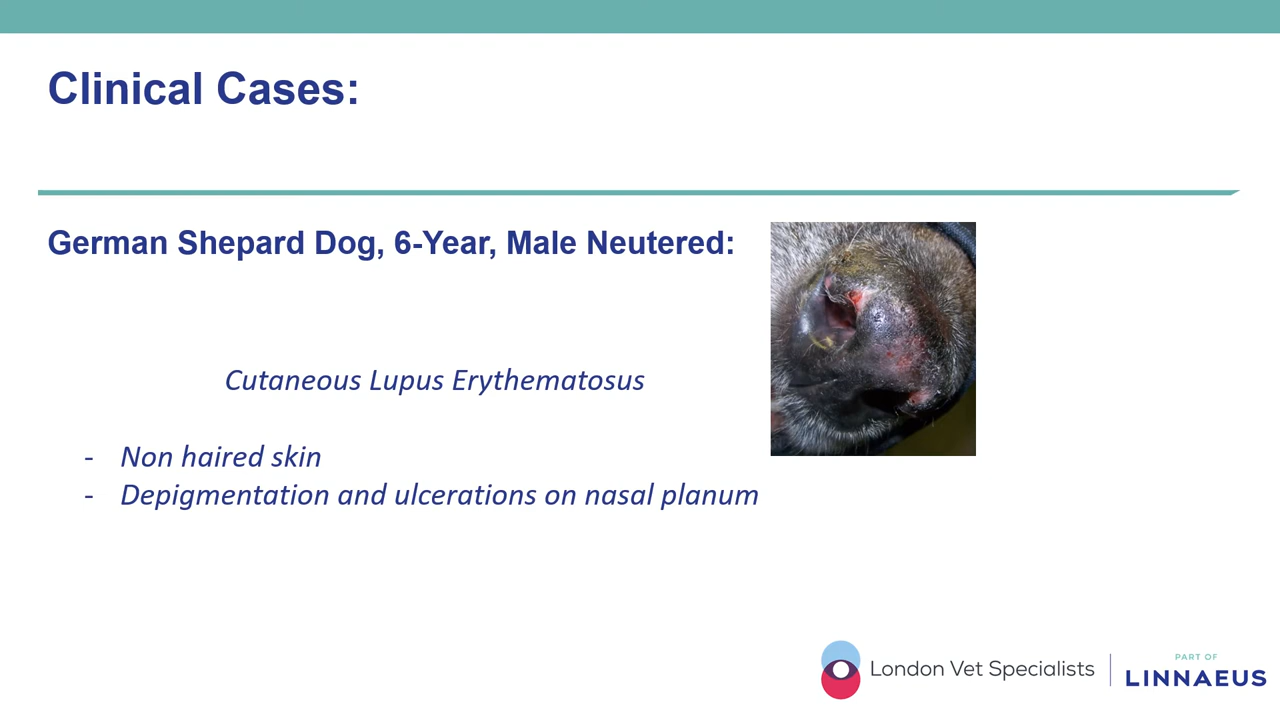 Clinical Cases:
German Shepard Dog, 6-Year, Male Neutered:
Cutaneous Lupus Erythematosus
- Non haired skin
- Depigmentation and ulcerations on nasal planum
London Vet Specialists
PART OF
LINNAEUS